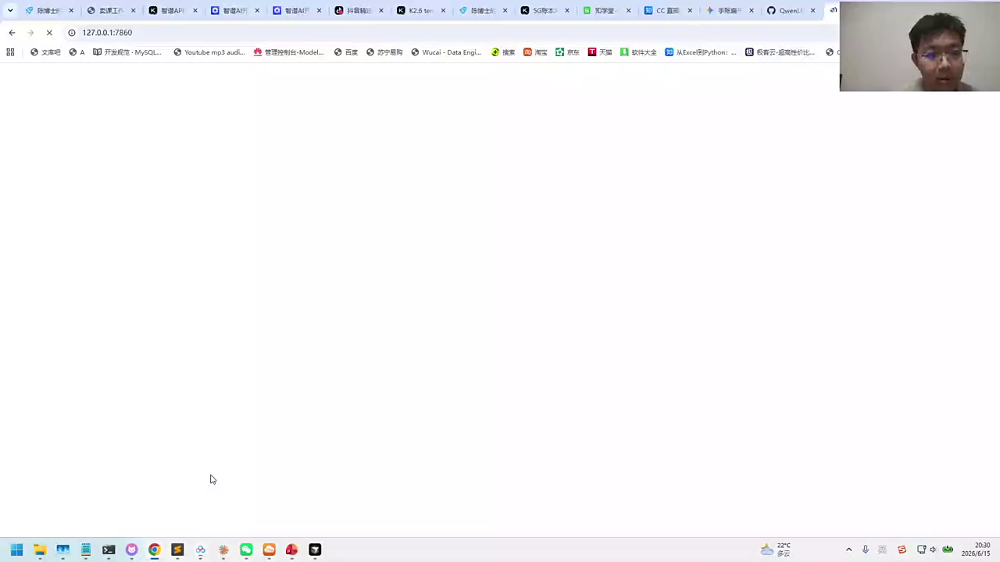 陈博士的
卖课工作
智谱API
智谱AI开
智谱AI开
抖音精选
K2.6 ten
陈博士的
5G账本
知学堂
CC 直播
手账扁平
QwenLM
127.0.0.1:7860
文库吧
A
开发规范 · MySQL...
Youtube mp3 audi...
管理控制台-Model...
百度
苏宁易购
Wucai - Data Engi...
搜索
淘宝
京东
天猫
软件大全
从Excel到Python: ...
极客云-超高性价比...
22°C
多云
英
20:30
2026/6/15